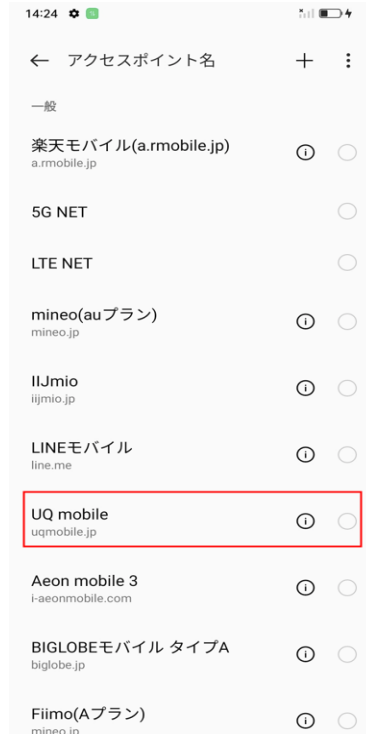 14:24
アクセスポイント名
一般
楽天モバイル(a.rmobile.jp)
a.rmobile.jp
5G NET
LTE NET
mineo(auプラン)
mineo.jp
IIJmio
iijmio.jp
LINEモバイル
line.me
UQ mobile
uqmobile.jp
Aeon mobile 3
i-aeonmobile.com
BIGLOBEモバイル タイプA
biglobe.jp
Fiimo(Aプラン)
mineo.jp